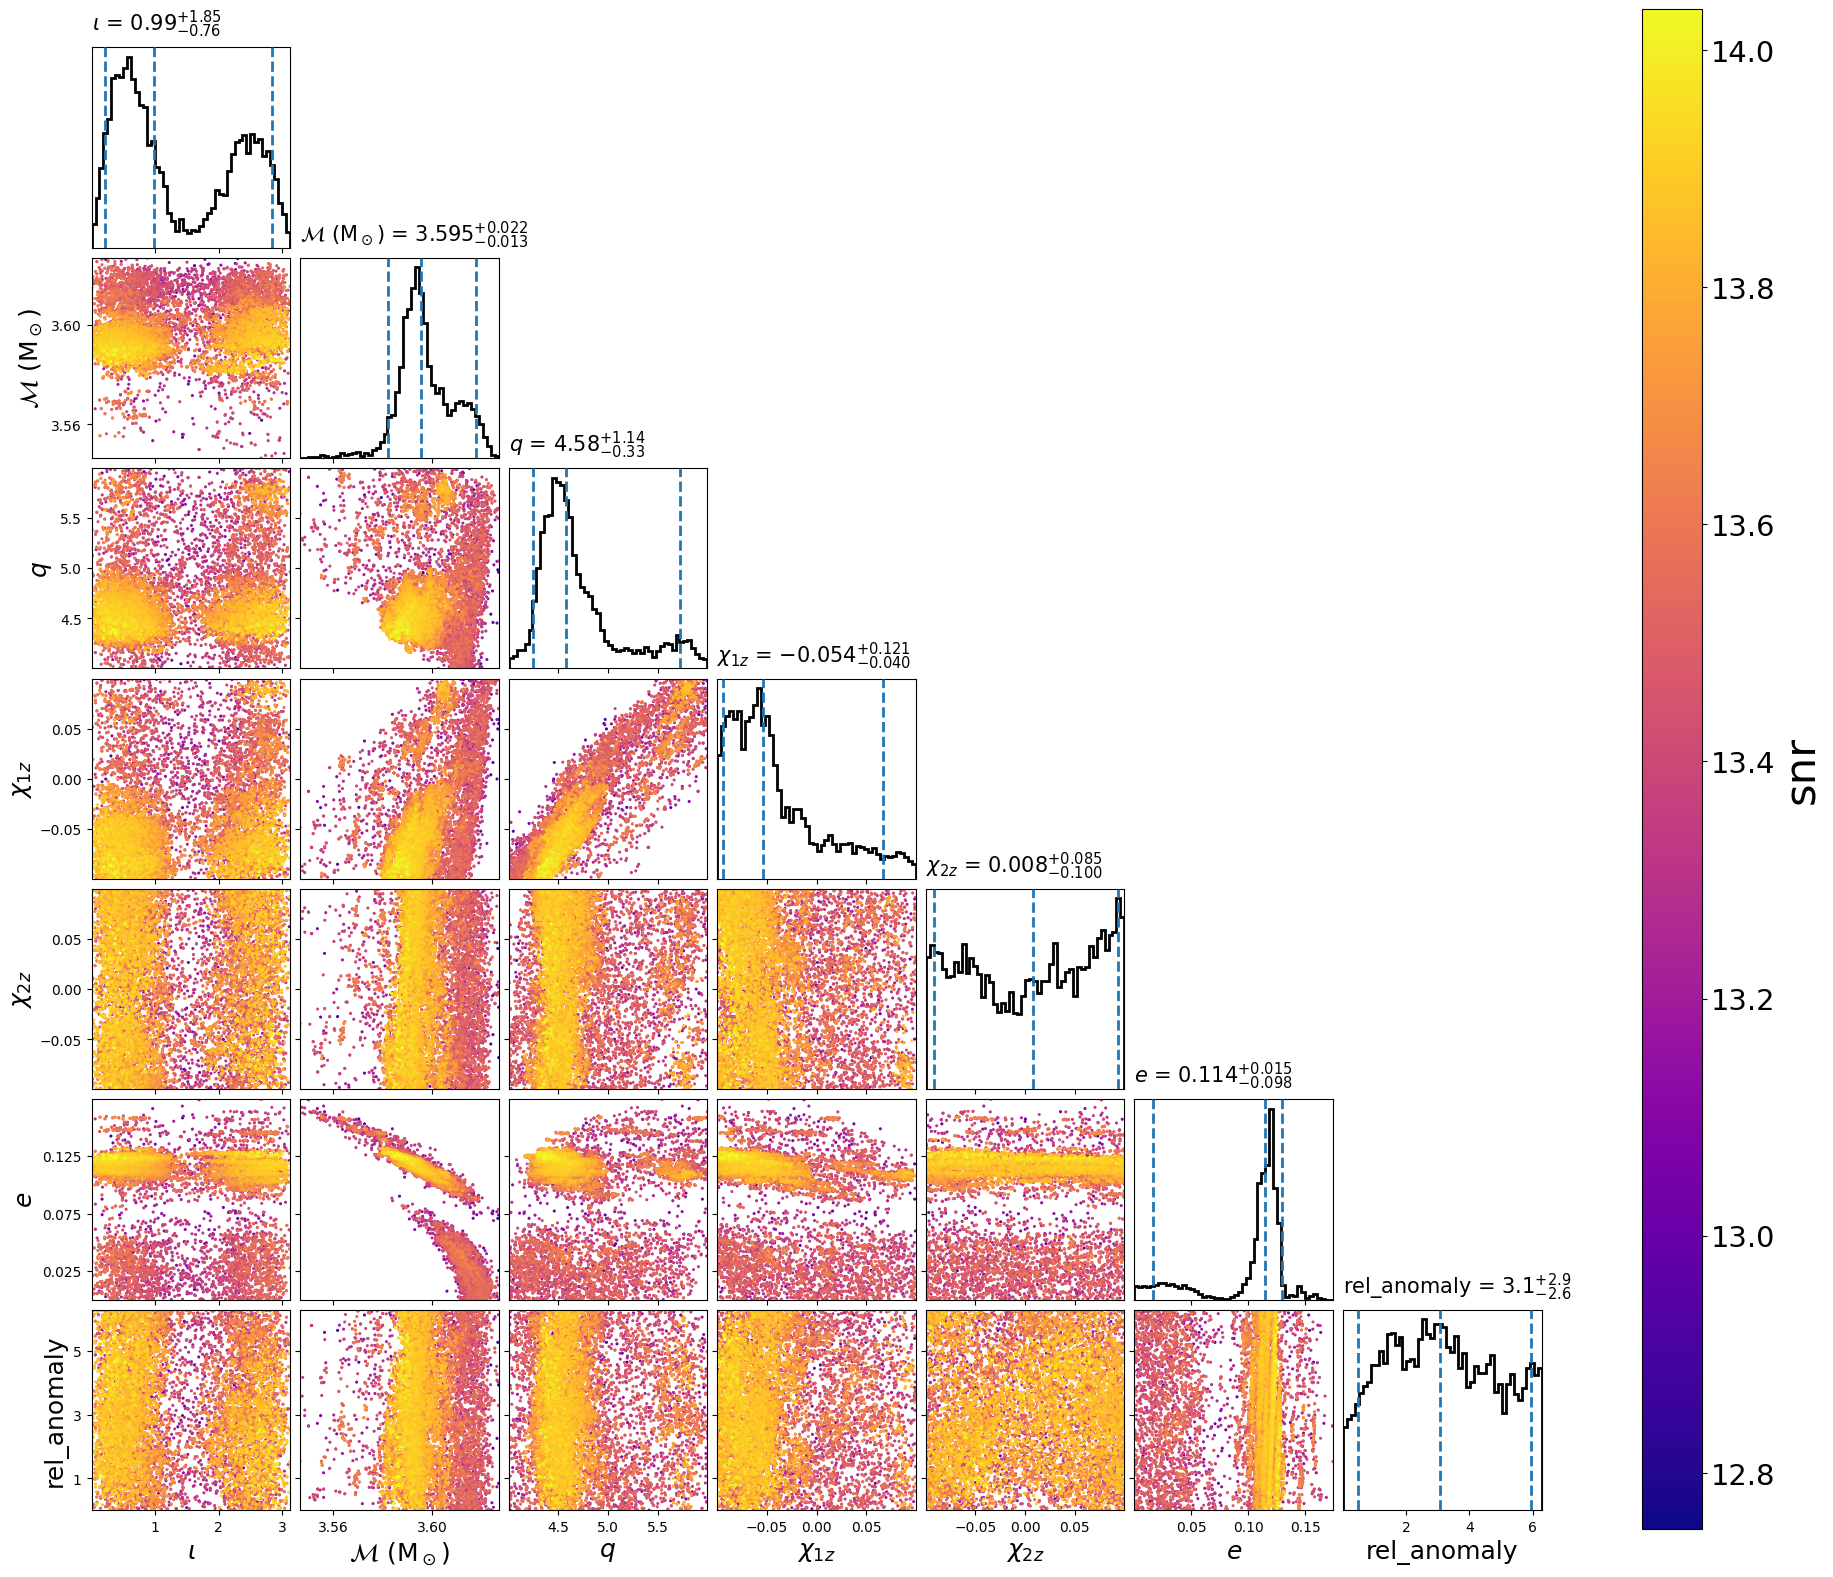 ι = 0.99+1.85−0.76
ℳ (M_⊙) = 3.595+0.022−0.013
q = 4.58+1.14−0.33
χ1z = −0.054+0.121−0.040
χ2z = 0.008+0.085−0.100
e = 0.114+0.015−0.098
rel_anomaly = 3.1+2.9−2.6
ℳ (M_⊙)
3.60
3.56
q
5.5
5.0
4.5
χ1z
0.05
0.00
−0.05
χ2z
0.05
0.00
−0.05
e
0.125
0.075
0.025
rel_anomaly
5
3
1
1 2 3
3.56 3.60
4.5 5.0 5.5
−0.05 0.00 0.05
−0.05 0.00 0.05
0.05 0.10 0.15
2 4 6
ι
ℳ (M_⊙)
q
χ1z
χ2z
e
rel_anomaly
14.0
13.8
13.6
13.4
13.2
13.0
12.8
snr